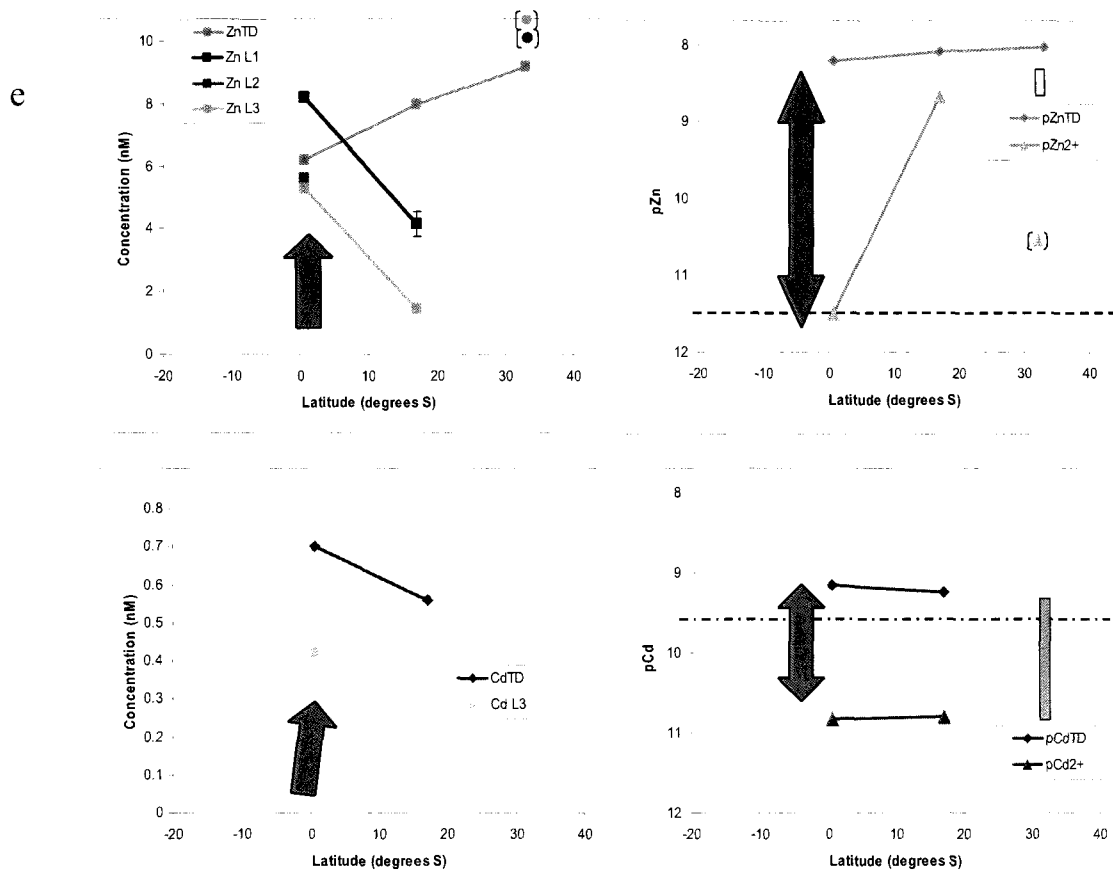 e
ZnTD
Zn L1
Zn L2
Zn L3
Concentration (nM)
10
8
6
4
2
0
-20
-10
0
10
20
30
40
Latitude (degrees S)
pZn
8
9
10
11
12
pZnTD
pZn2+
-20
-10
0
10
20
30
40
Latitude (degrees S)
Concentration (nM)
0.8
0.7
0.6
0.5
0.4
0.3
0.2
0.1
0
CdTD
Cd L3
-20
-10
0
10
20
30
40
Latitude (degrees S)
pCd
8
9
10
11
12
pCdTD
pCd2+
-20
-10
0
10
20
30
40
Latitude (degrees S)